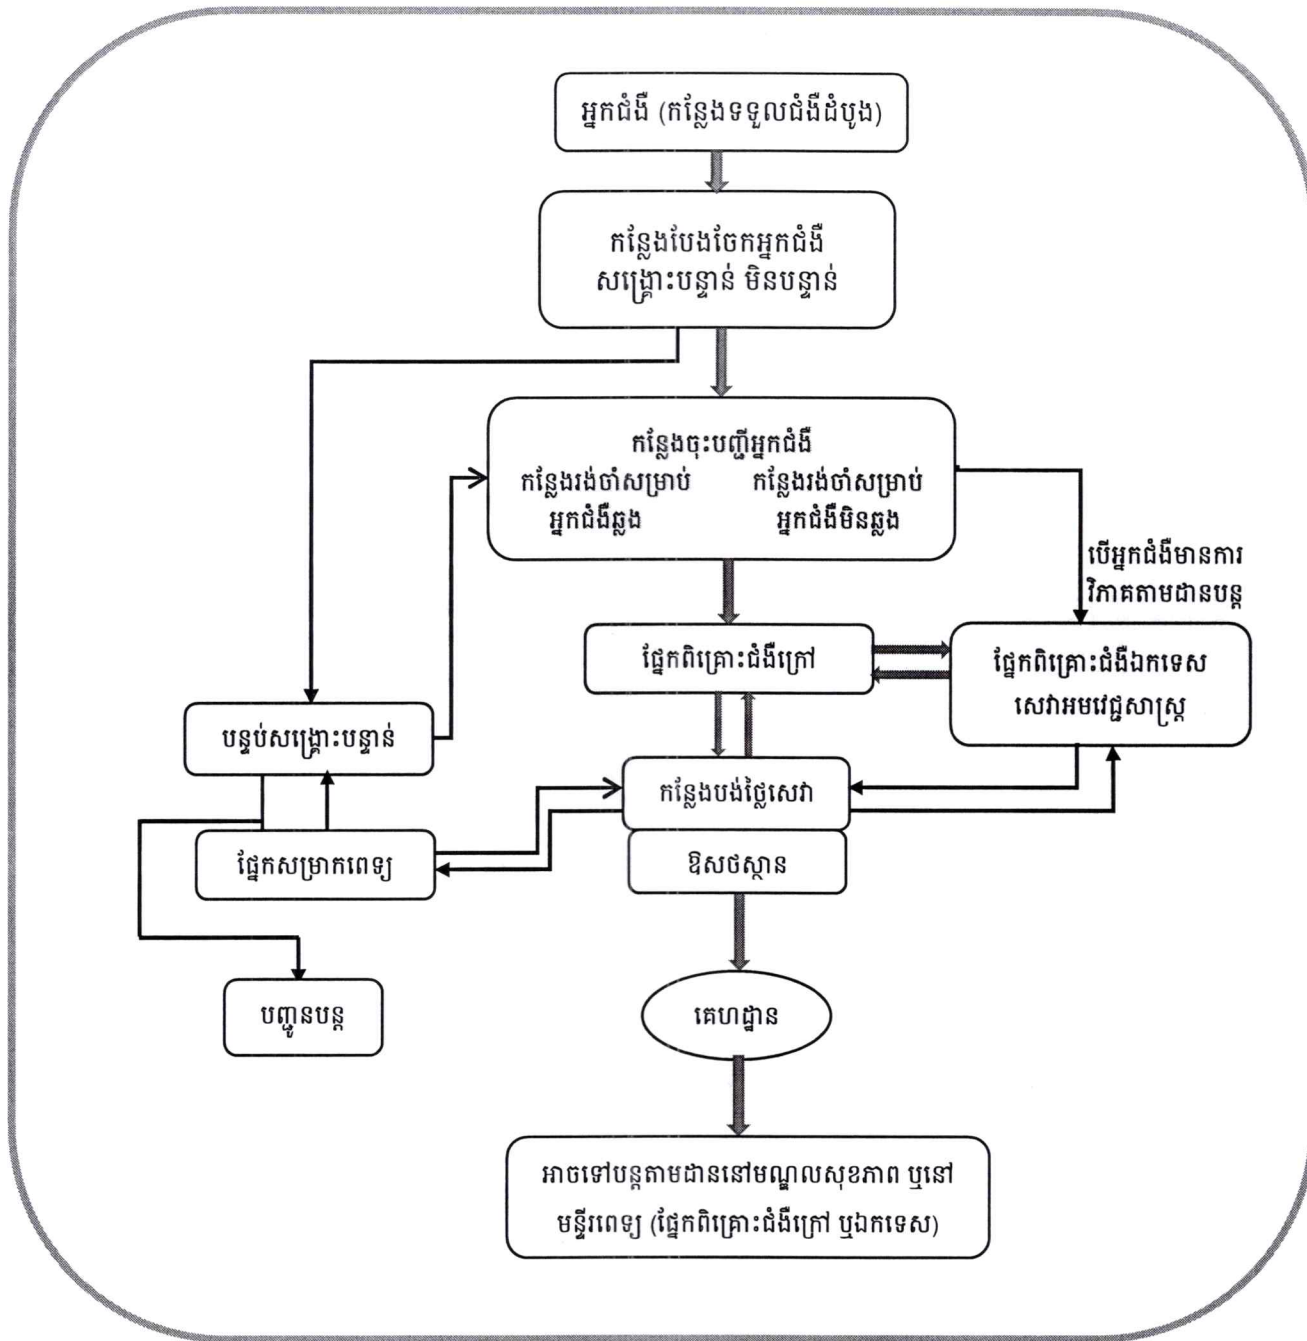 អ្នកជំងឺ (កន្លែងទទួលជំងឺដំបូង)
កន្លែងបែងចែកអ្នកជំងឺ
សង្គ្រោះបន្ទាន់ មិនបន្ទាន់
កន្លែងចុះបញ្ជីអ្នកជំងឺ
កន្លែងរង់ចាំសម្រាប់ កន្លែងរង់ចាំសម្រាប់
អ្នកជំងឺឆ្លង អ្នកជំងឺមិនឆ្លង
បើអ្នកជំងឺមានការ
វិភាគតាមដានបន្ត
ផ្នែកពិគ្រោះជំងឺក្រៅ
ផ្នែកពិគ្រោះជំងឺឯកទេស
សេវាអមវេជ្ជសាស្ត្រ
បន្ទប់សង្គ្រោះបន្ទាន់
កន្លែងបង់ថ្លៃសេវា
ផ្នែកសម្រាកពេទ្យ
ឱសថស្ថាន
បញ្ជូនបន្ត
គេហដ្ឋាន
អាចទៅបន្តតាមដាននៅមណ្ឌលសុខភាព ឬនៅ
មន្ទីរពេទ្យ (ផ្នែកពិគ្រោះជំងឺក្រៅ ឬឯកទេស)